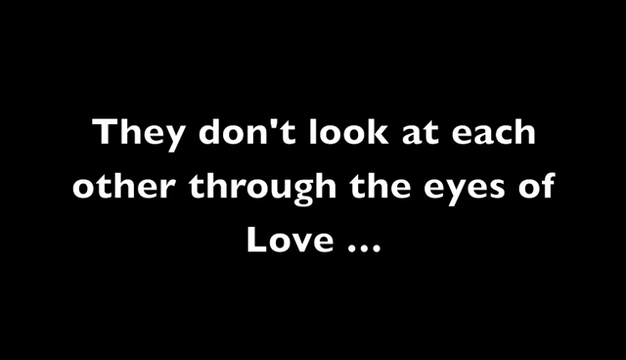 They don't look at each
other through the eyes of
Love ...